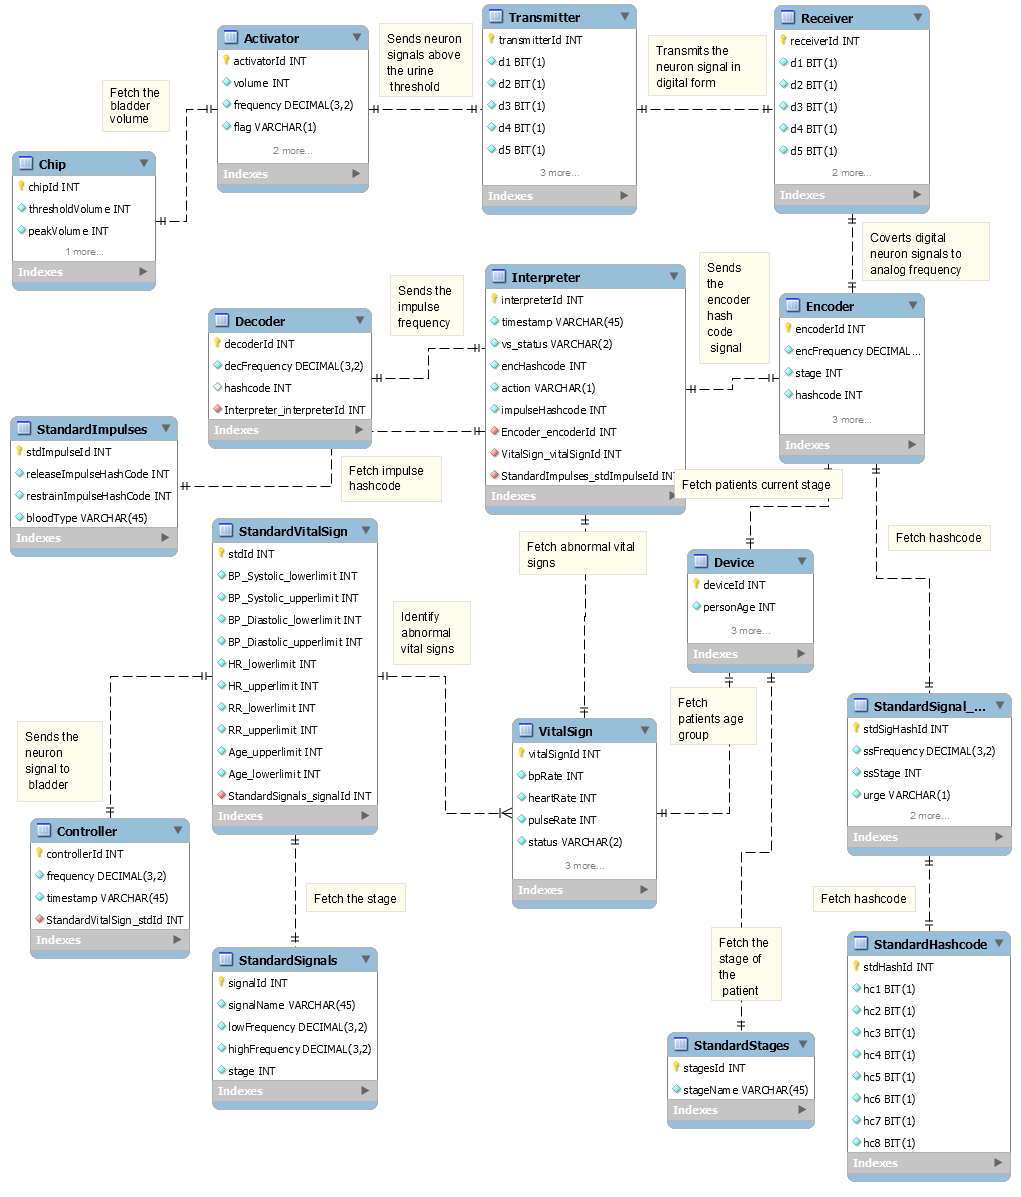 Chip
chipId INT
thresholdVolume INT
peakVolume INT
1 more...
Indexes
Fetch the
bladder
volume
Activator
activatorId INT
volume INT
frequency DECIMAL(3,2)
flag VARCHAR(1)
2 more...
Indexes
Sends neuron
signals above
the urine
threshold
Transmitter
transmitterId INT
d1 BIT(1)
d2 BIT(1)
d3 BIT(1)
d4 BIT(1)
d5 BIT(1)
3 more...
Indexes
Transmits the
neuron signal in
digital form
Receiver
receiverId INT
d1 BIT(1)
d2 BIT(1)
d3 BIT(1)
d4 BIT(1)
d5 BIT(1)
2 more...
Indexes
Coverts digital
neuron signals to
analog frequency
Decoder
decoderId INT
decFrequency DECIMAL(3,2)
hashcode INT
Interpreter_interpreterId INT
Indexes
Sends the
impulse
frequency
Interpreter
interpreterId INT
timestamp VARCHAR(45)
vs_status VARCHAR(2)
encHashcode INT
action VARCHAR(1)
impulseHashcode INT
Encoder_encoderId INT
VitalSign_vitalSignId INT
StandardImpulses_stdImpulseId INT
Indexes
Sends
the
encoder
hash
code
signal
Encoder
encoderId INT
encFrequency DECIMAL...
stage INT
hashcode INT
3 more...
Indexes
StandardImpulses
stdImpulseId INT
releaseImpulseHashCode INT
restrainImpulseHashCode INT
bloodType VARCHAR(45)
Indexes
Fetch impulse
hashcode
Fetch patients current stage
Fetch hashcode
Fetch abnormal vital
signs
StandardVitalSign
stdId INT
BP_Systolic_lowerlimit INT
BP_Systolic_upperlimit INT
BP_Diastolic_lowerlimit INT
BP_Diastolic_upperlimit INT
HR_lowerlimit INT
HR_upperlimit INT
RR_lowerlimit INT
RR_upperlimit INT
Age_upperlimit INT
Age_lowerlimit INT
StandardSignals_signalId INT
Indexes
Identify
abnormal
vital signs
Device
deviceId INT
personAge INT
3 more...
Indexes
Fetch
patients age
group
Sends the
neuron
signal to
bladder
VitalSign
vitalSignId INT
bpRate INT
heartRate INT
pulseRate INT
status VARCHAR(2)
3 more...
Indexes
StandardSignal_...
stdSigHashId INT
ssFrequency DECIMAL(3,2)
ssStage INT
urge VARCHAR(1)
2 more...
Indexes
Controller
controllerId INT
frequency DECIMAL(3,2)
timestamp VARCHAR(45)
StandardVitalSign_stdId INT
Indexes
Fetch the stage
Fetch hashcode
StandardSignals
signalId INT
signalName VARCHAR(45)
lowFrequency DECIMAL(3,2)
highFrequency DECIMAL(3,2)
stage INT
Indexes
Fetch the
stage of
the
patient
StandardStages
stagesId INT
stageName VARCHAR(45)
Indexes
StandardHashcode
stdHashId INT
hc1 BIT(1)
hc2 BIT(1)
hc3 BIT(1)
hc4 BIT(1)
hc5 BIT(1)
hc6 BIT(1)
hc7 BIT(1)
hc8 BIT(1)
Indexes